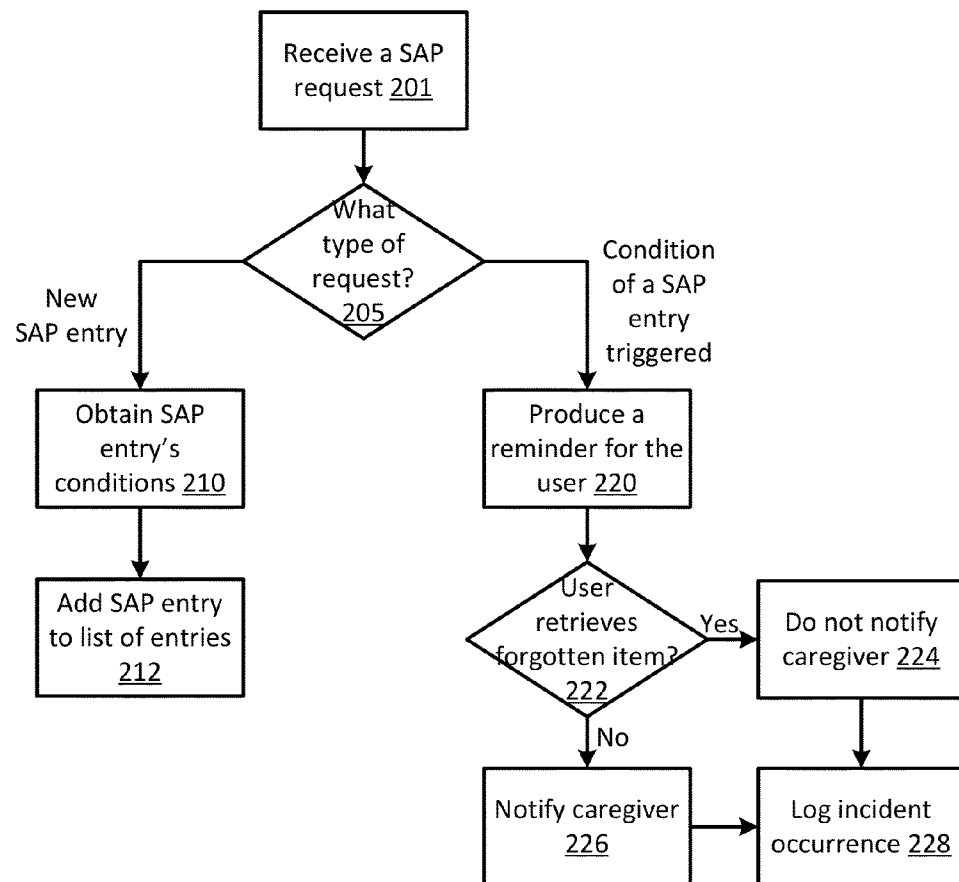 Receive a SAP
request 201
What
type of
request?
205
New
SAP entry
Condition
of a SAP
entry
triggered
Obtain SAP
entry's
conditions 210
Produce a
reminder for the
user 220
Add SAP entry
to list of entries
212
User
retrieves
forgotten item?
222
Yes
Do not notify
caregiver 224
No
Notify caregiver
226
Log incident
occurrence 228